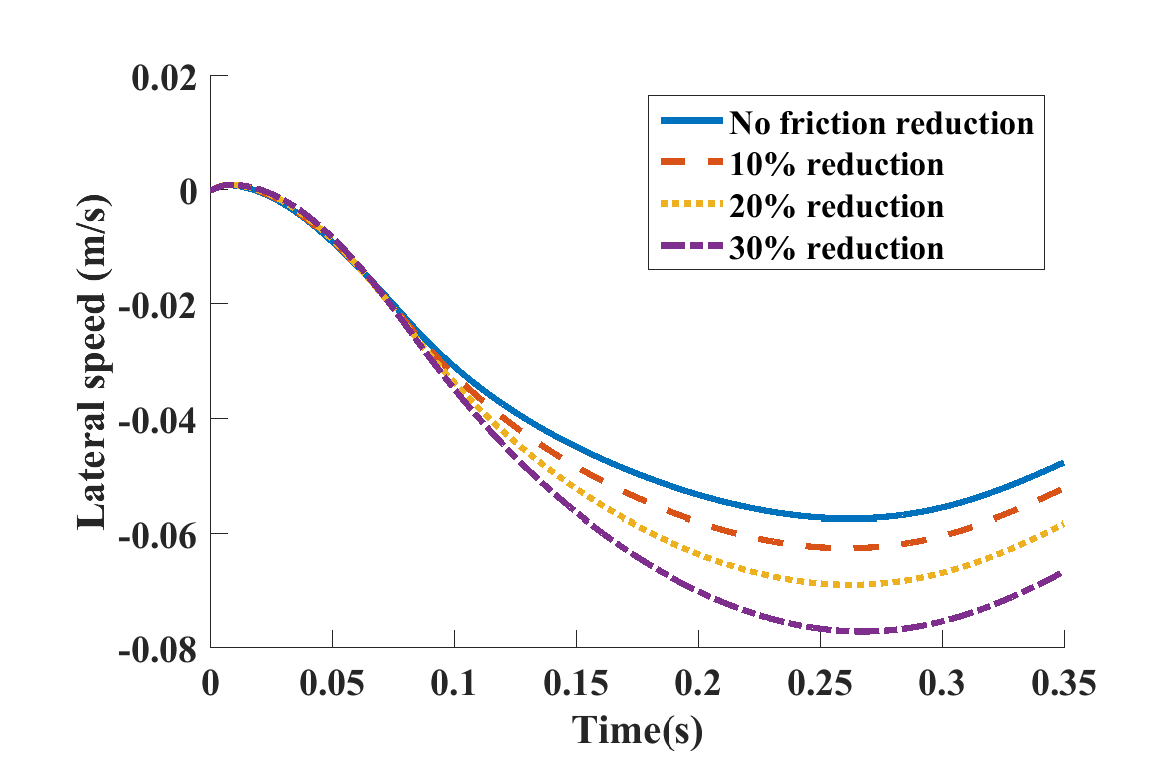 0.02
0
-0.02
-0.04
-0.06
-0.08
Lateral speed (m/s)
No friction reduction
10% reduction
20% reduction
30% reduction
0 0.05 0.1 0.15 0.2 0.25 0.3 0.35
Time(s)